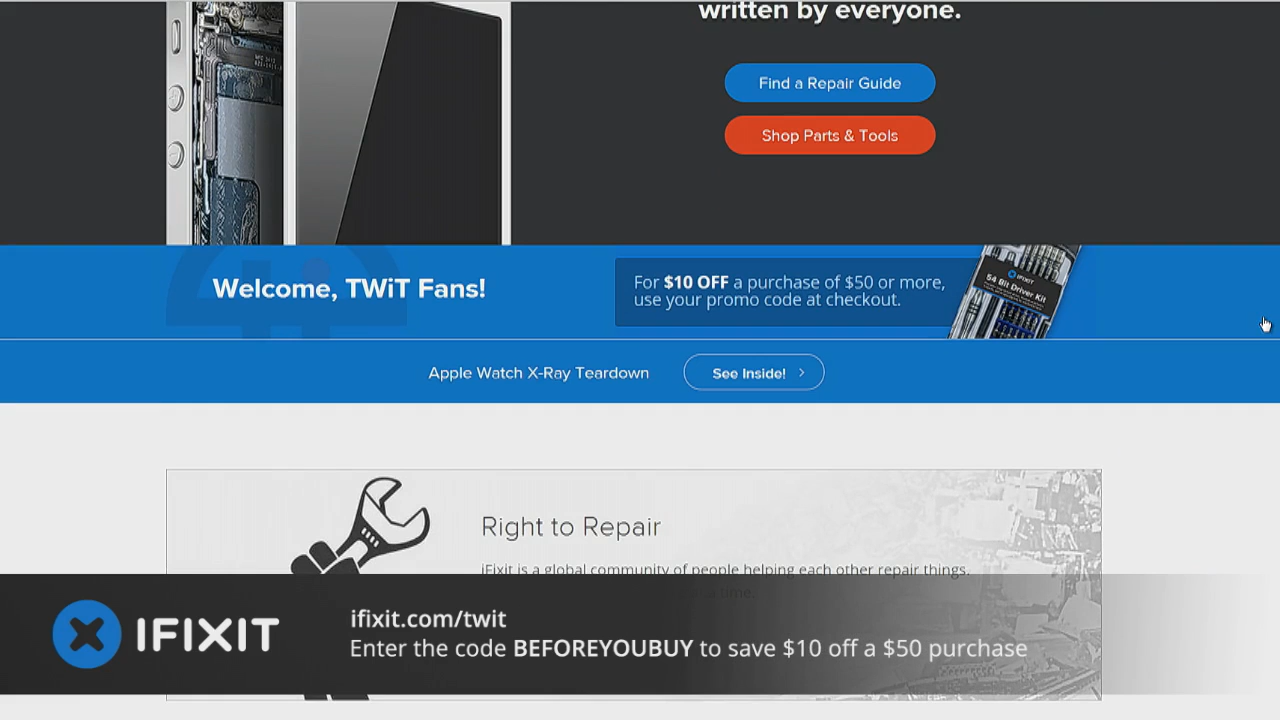 written by everyone.
Find a Repair Guide
Shop Parts & Tools
Welcome, TWiT Fans!
For $10 OFF a purchase of $50 or more,
use your promo code at checkout.
IFIXIT
54 Bit Driver Kit
Apple Watch X-Ray Teardown
See Inside!
Right to Repair
iFixit is a global community of people helping each other repair things.
time.
IFIXIT
ifixit.com/twit
Enter the code BEFOREYOUBUY to save $10 off a $50 purchase